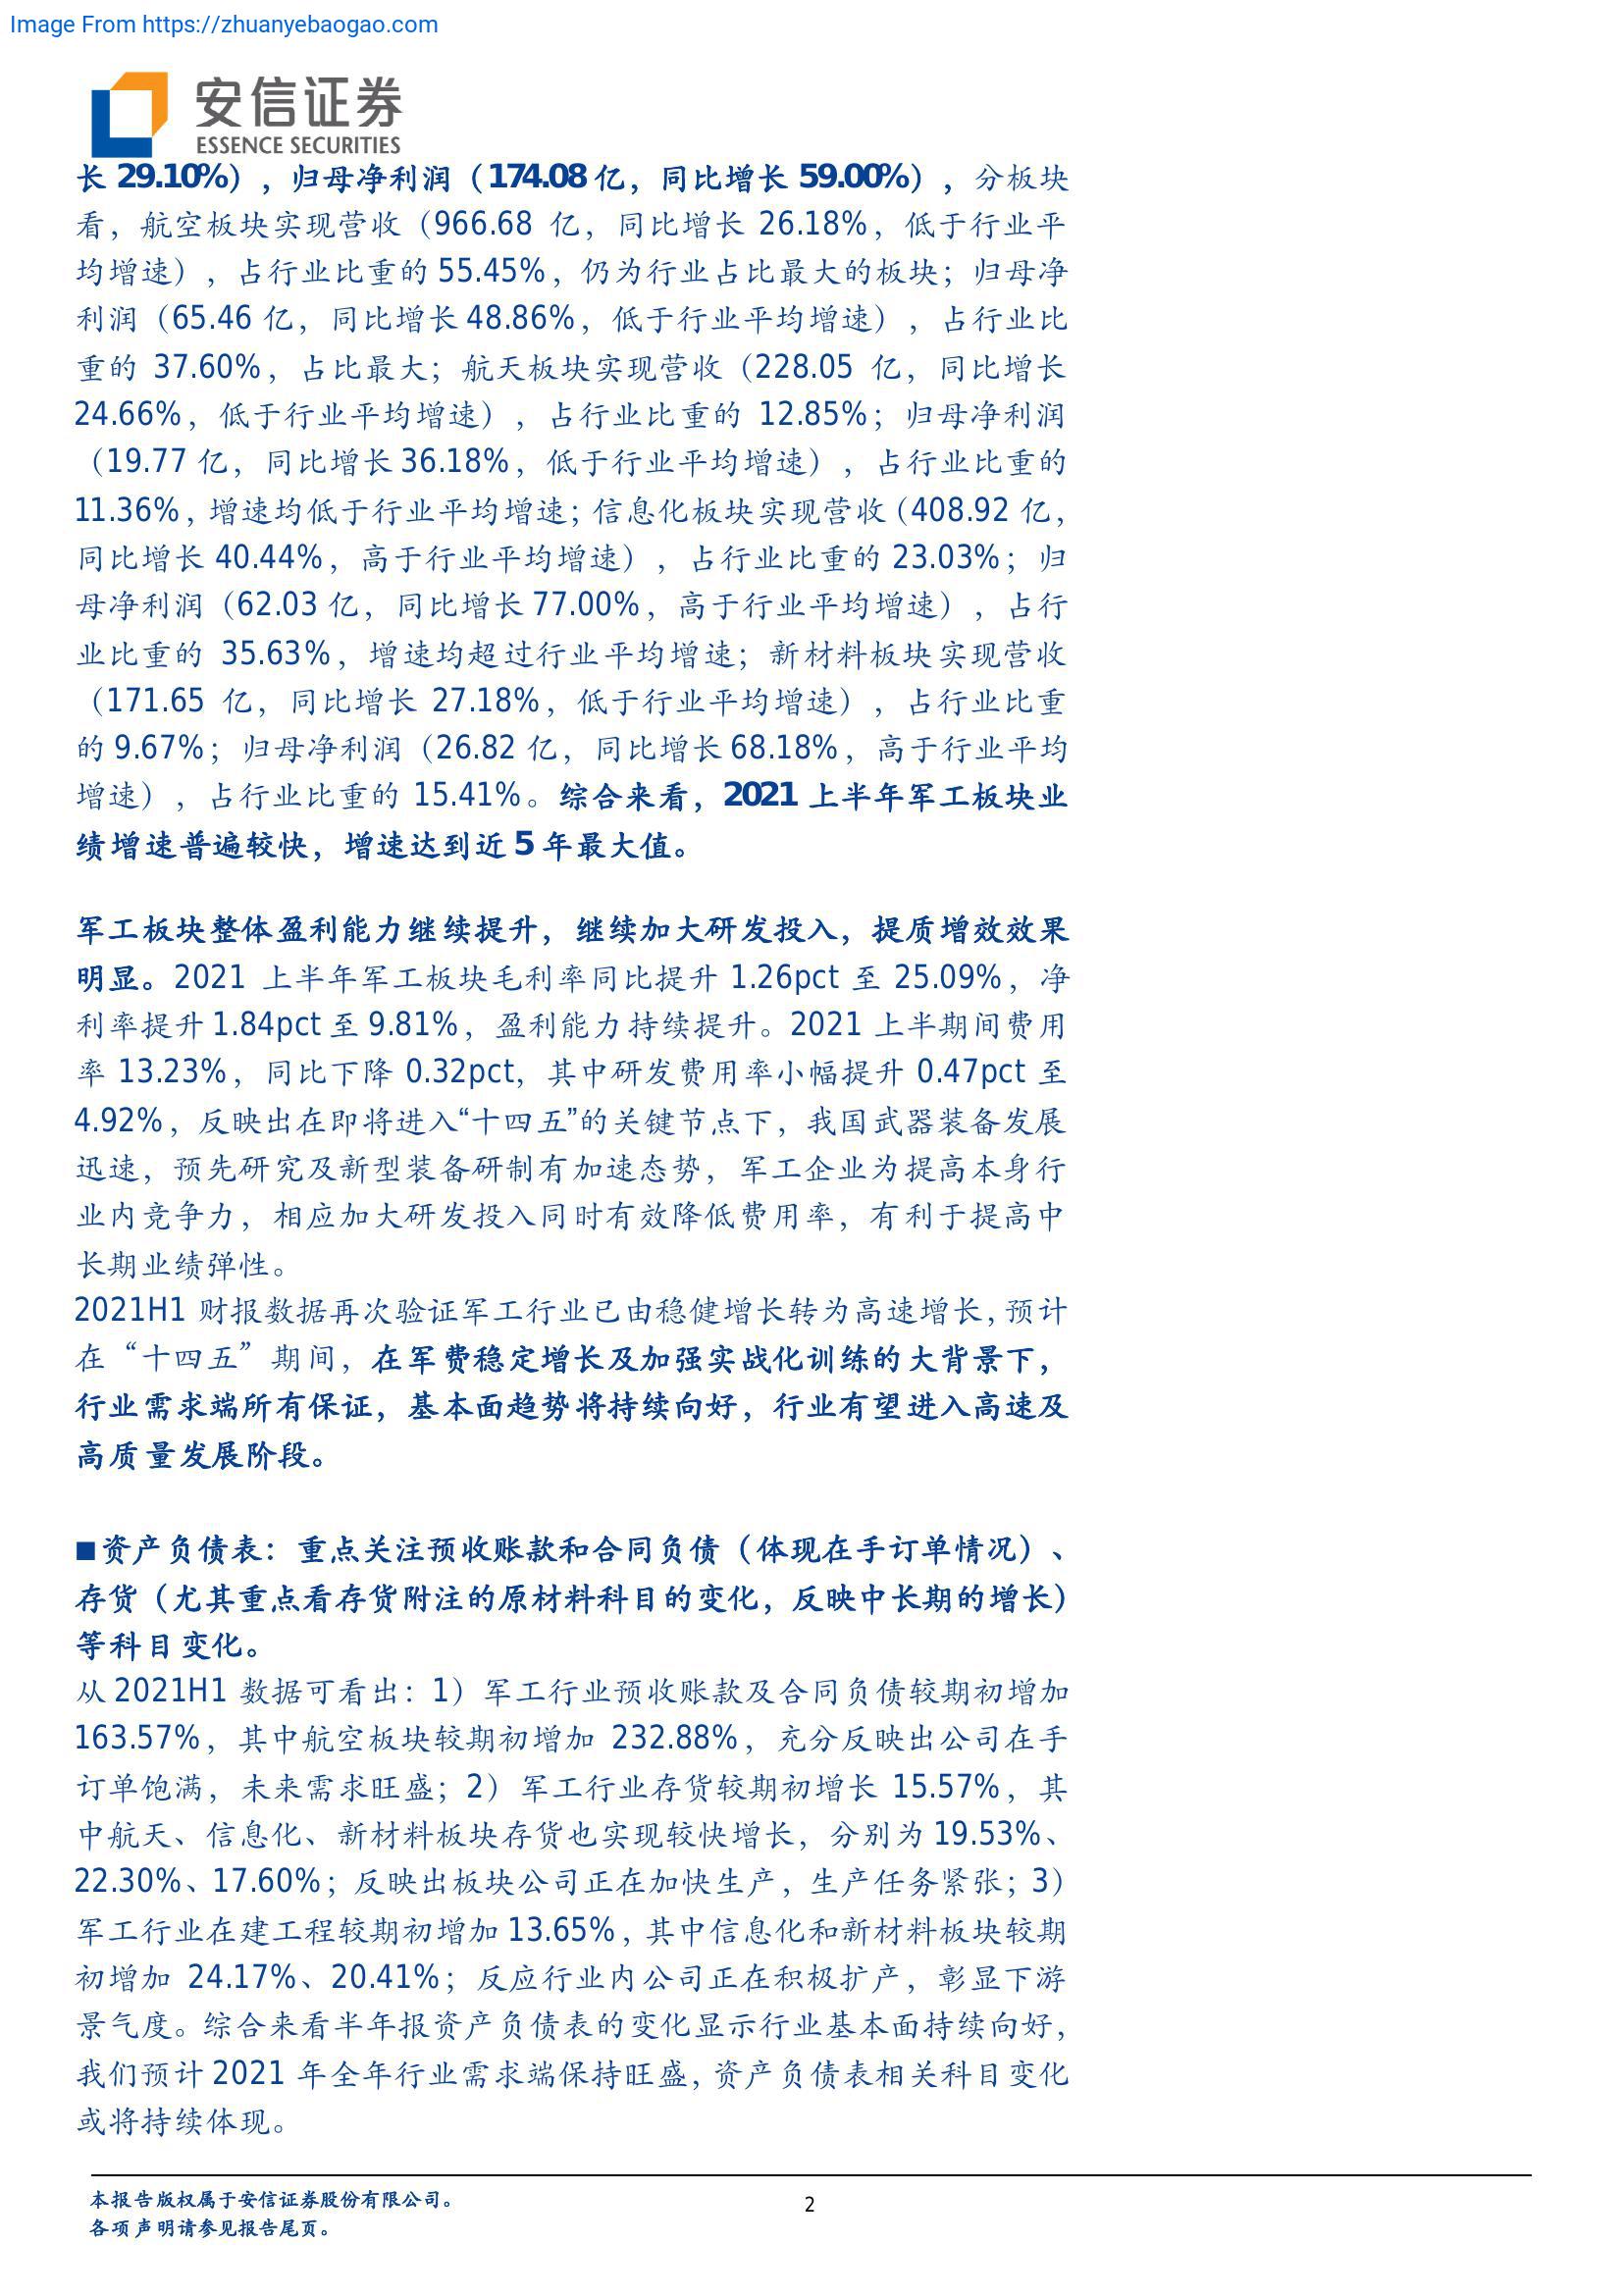 Image From https://zhuanyebaogao.com
安信证券
ESSENCE SECURITIES
长 29.10%），归母净利润（174.08 亿，同比增长 59.00%），分板块
看，航空板块实现营收（966.68 亿，同比增长 26.18%，低于行业平
均增速），占行业比重的 55.45%，仍为行业占比最大的板块；归母净
利润（65.46 亿，同比增长 48.86%，低于行业平均增速），占行业比
重的 37.60%，占比最大；航天板块实现营收（228.05 亿，同比增长
24.66%，低于行业平均增速），占行业比重的 12.85%；归母净利润
（19.77 亿，同比增长 36.18%，低于行业平均增速），占行业比重的
11.36%，增速均低于行业平均增速；信息化板块实现营收（408.92 亿，
同比增长 40.44%，高于行业平均增速），占行业比重的 23.03%；归
母净利润（62.03 亿，同比增长 77.00%，高于行业平均增速），占行
业比重的 35.63%，增速均超过行业平均增速；新材料板块实现营收
（171.65 亿，同比增长 27.18%，低于行业平均增速），占行业比重
的 9.67%；归母净利润（26.82 亿，同比增长 68.18%，高于行业平均
增速），占行业比重的 15.41%。综合来看，2021 上半年军工板块业
绩增速普遍较快，增速达到近 5 年最大值。
军工板块整体盈利能力继续提升，继续加大研发投入，提质增效效果
明显。2021 上半年军工板块毛利率同比提升 1.26pct 至 25.09%，净
利率提升 1.84pct 至 9.81%，盈利能力持续提升。2021 上半期间费用
率 13.23%，同比下降 0.32pct，其中研发费用率小幅提升 0.47pct 至
4.92%，反映出在即将进入“十四五”的关键节点下，我国武器装备发展
迅速，预先研究及新型装备研制有加速态势，军工企业为提高本身行
业内竞争力，相应加大研发投入同时有效降低费用率，有利于提高中
长期业绩弹性。
2021H1 财报数据再次验证军工行业已由稳健增长转为高速增长，预计
在“十四五”期间，在军费稳定增长及加强实战化训练的大背景下，
行业需求端所有保证，基本面趋势将持续向好，行业有望进入高速及
高质量发展阶段。
■资产负债表：重点关注预收账款和合同负债（体现在手订单情况）、
存货（尤其重点看存货附注的原材料科目的变化，反映中长期的增长）
等科目变化。
从 2021H1 数据可看出：1）军工行业预收账款及合同负债较期初增加
163.57%，其中航空板块较期初增加 232.88%，充分反映出公司在手
订单饱满，未来需求旺盛；2）军工行业存货较期初增长 15.57%，其
中航天、信息化、新材料板块存货也实现较快增长，分别为 19.53%、
22.30%、17.60%；反映出板块公司正在加快生产，生产任务紧张；3）
军工行业在建工程较期初增加 13.65%，其中信息化和新材料板块较期
初增加 24.17%、20.41%；反应行业内公司正在积极扩产，彰显下游
景气度。综合来看半年报资产负债表的变化显示行业基本面持续向好，
我们预计 2021 年全年行业需求端保持旺盛，资产负债表相关科目变化
或将持续体现。
本报告版权属于安信证券股份有限公司。
2
各项声明请参见报告尾页。